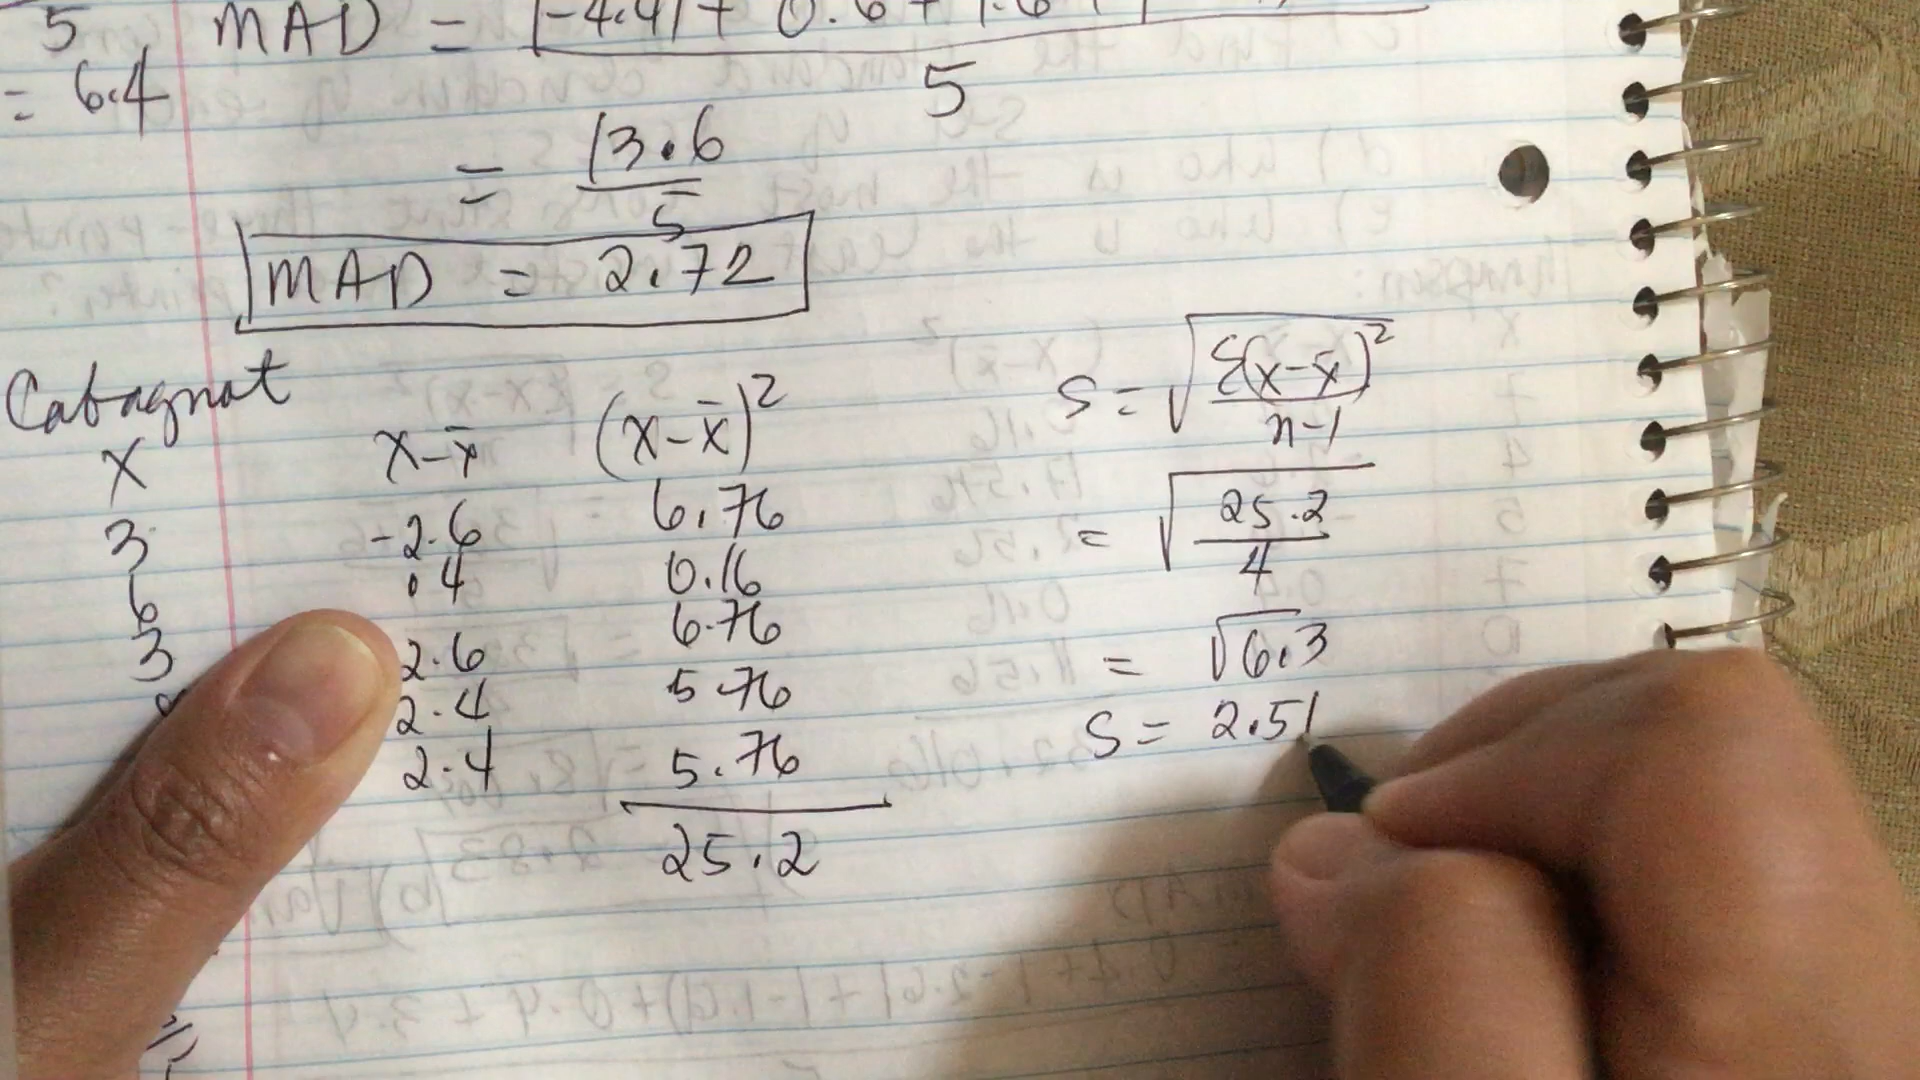 5 MAD = |-4.4| + 0.6 + 1.6 +
= 6.4 5
= 13.6
5
MAD = 2.72
Cabagnat
x x-x̄ (x-x̄)²
3 -2.6 6.76
6 .4 0.16
3 2.6 6.76
2.4 5.76
2.4 5.76
25.2
s = √Σ(x-x̄)²
n-1
= √25.2
4
= √6.3
s = 2.51